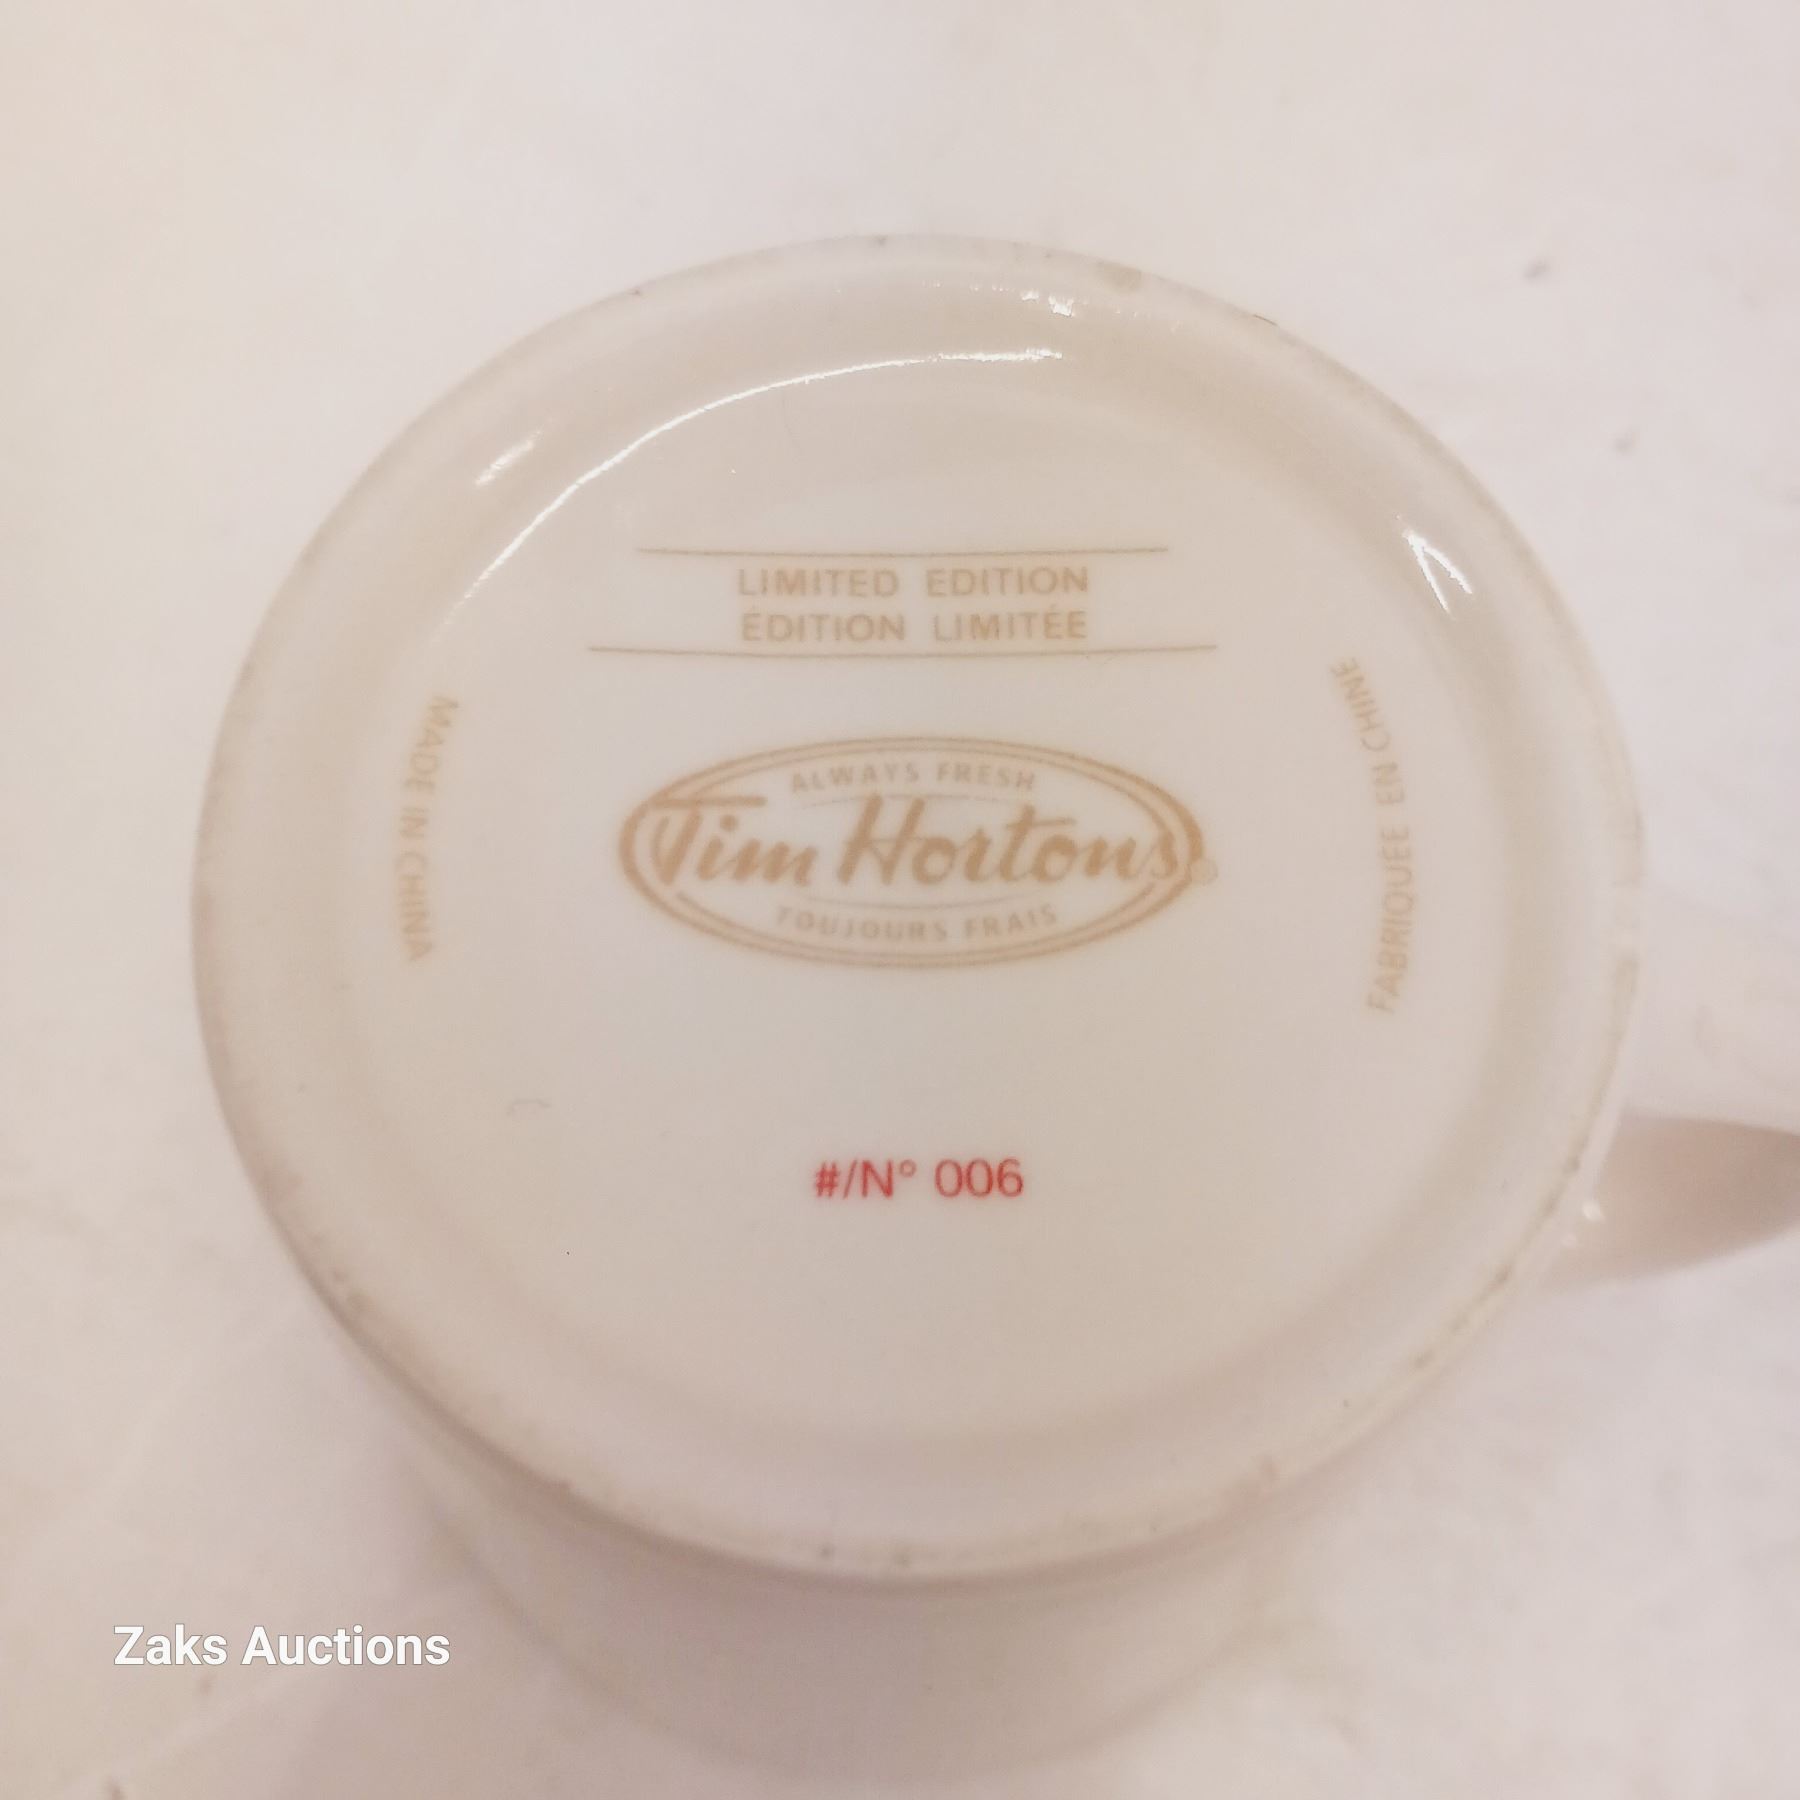 LIMITED EDITION
ÉDITION LIMITÉE
MADE IN CHINA
FABRIQUÉE EN CHINE
ALWAYS FRESH
Tim Hortons®
TOUJOURS FRAIS
#/N° 006
Zaks Auctions